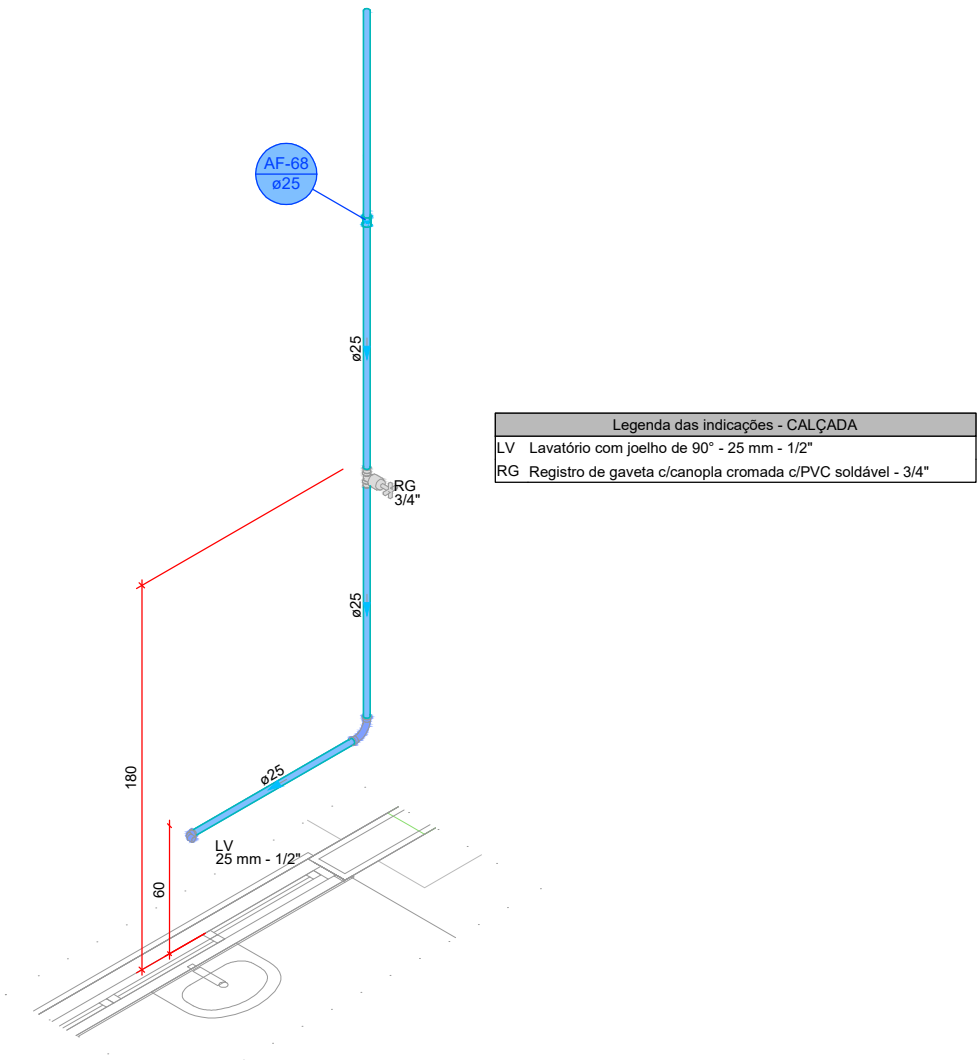 AF-68
ø25
ø25
Legenda das indicações - CALÇADA
LV Lavatório com joelho de 90° - 25 mm - 1/2"
RG Registro de gaveta c/canopla cromada c/PVC soldável - 3/4"
RG
3/4"
ø25
180
ø25
LV
25 mm - 1/2"
60